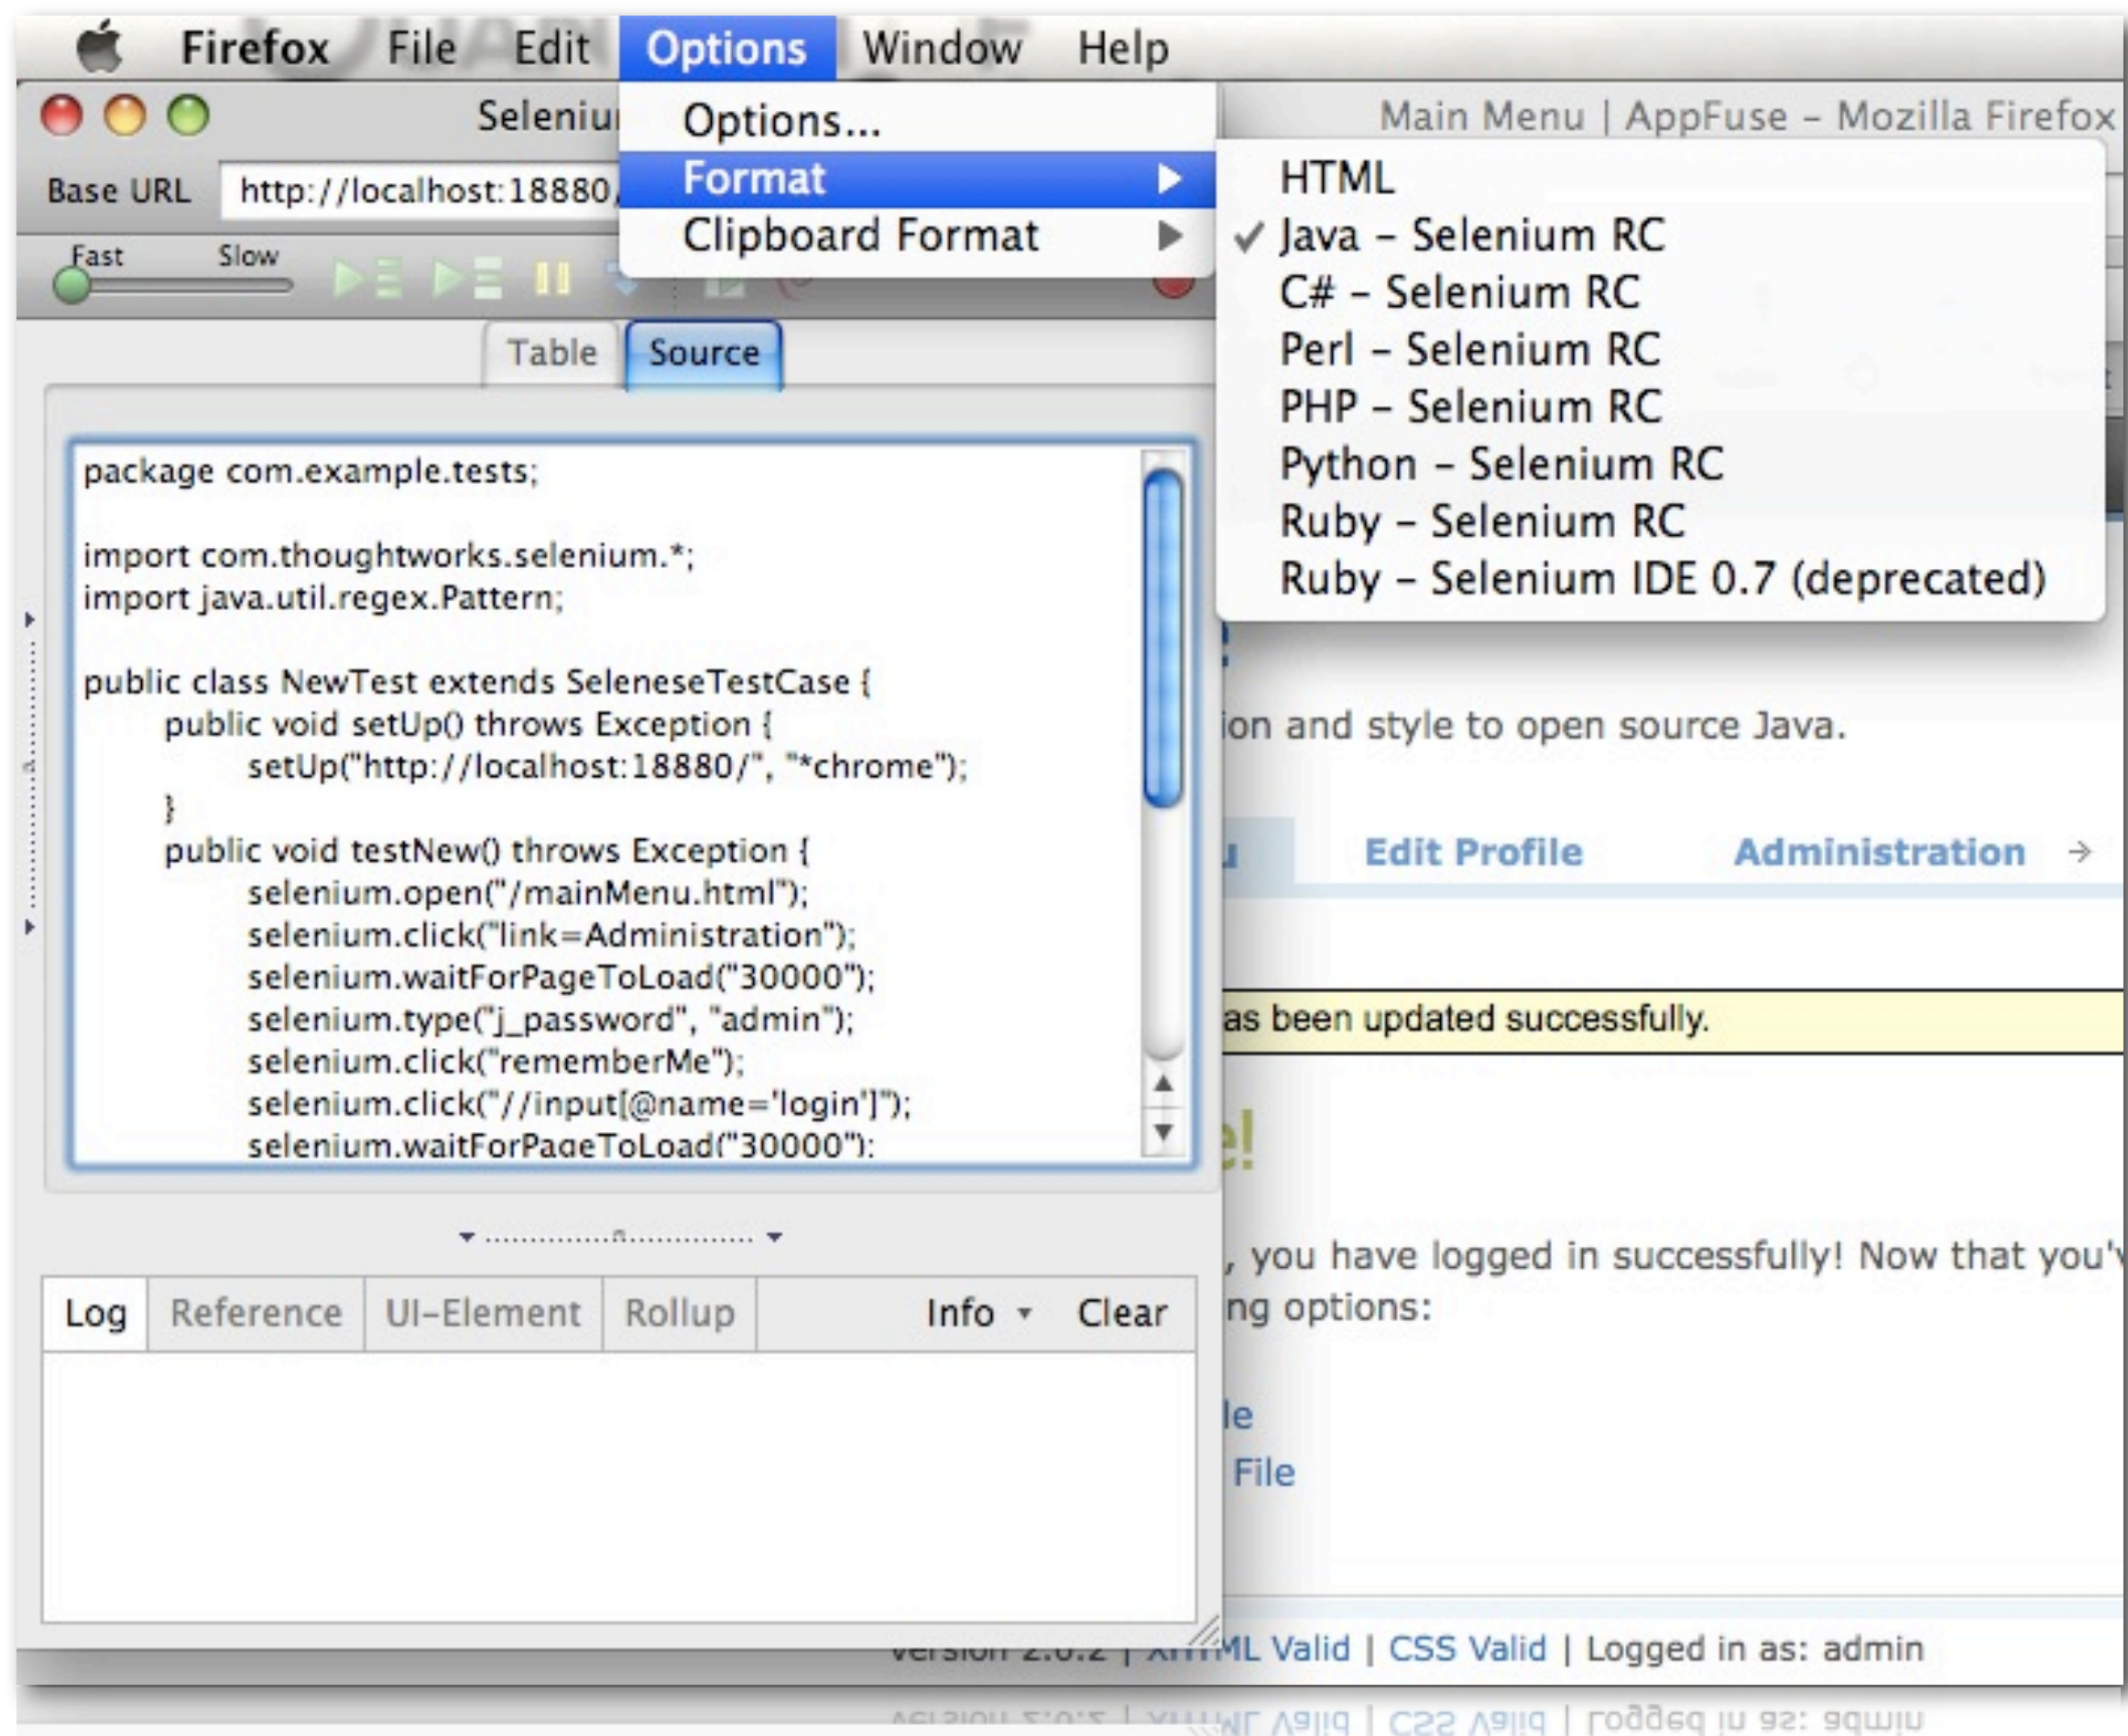 Firefox File Edit Options Window Help
Main Menu | AppFuse – Mozilla Firefox
Base URL http://localhost:18880
Fast Slow
Options...
Format
Clipboard Format
HTML
✓ Java – Selenium RC
C# – Selenium RC
Perl – Selenium RC
PHP – Selenium RC
Python – Selenium RC
Ruby – Selenium RC
Ruby – Selenium IDE 0.7 (deprecated)
Table Source
package com.example.tests;
import com.thoughtworks.selenium.*;
import java.util.regex.Pattern;
public class NewTest extends SeleneseTestCase {
public void setUp() throws Exception {
setUp("http://localhost:18880/", "*chrome");
}
public void testNew() throws Exception {
selenium.open("/mainMenu.html");
selenium.click("link=Administration");
selenium.waitForPageToLoad("30000");
selenium.type("j_password", "admin");
selenium.click("rememberMe");
selenium.click("//input[@name='login']");
selenium.waitForPageToLoad("30000");
Log Reference UI-Element Rollup Info Clear
ion and style to open source Java.
Edit Profile Administration →
as been updated successfully.
e!
, you have logged in successfully! Now that you'v
ng options:
le
File
Version 2.0.2 | XHTML Valid | CSS Valid | Logged in as: admin